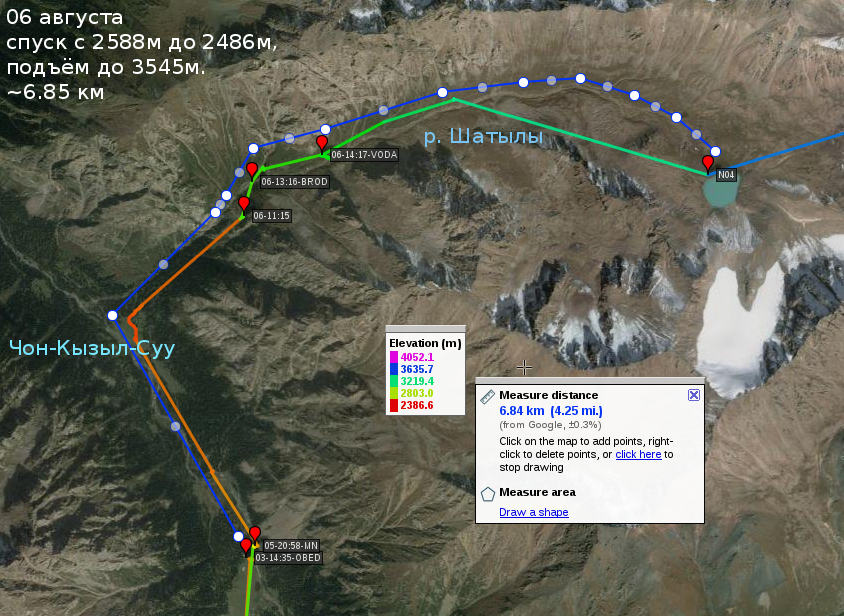 06 августа
спуск с 2588м до 2486м,
подъём до 3545м.
~6.85 км
р. Шатылы
06-14:17-VODA
06-13:16-BROD
N04
06-11:15
Чон-Кызыл-Суу
Elevation (m)
4052.1
3635.7
3219.4
2803.0
2386.6
Measure distance
6.84 km (4.25 mi.)
(from Google, ±0.3%)
Click on the map to add points, right-
click to delete points, or click here to
stop drawing
Measure area
Draw a shape
05-20:58-MN
03-14:35-OBED